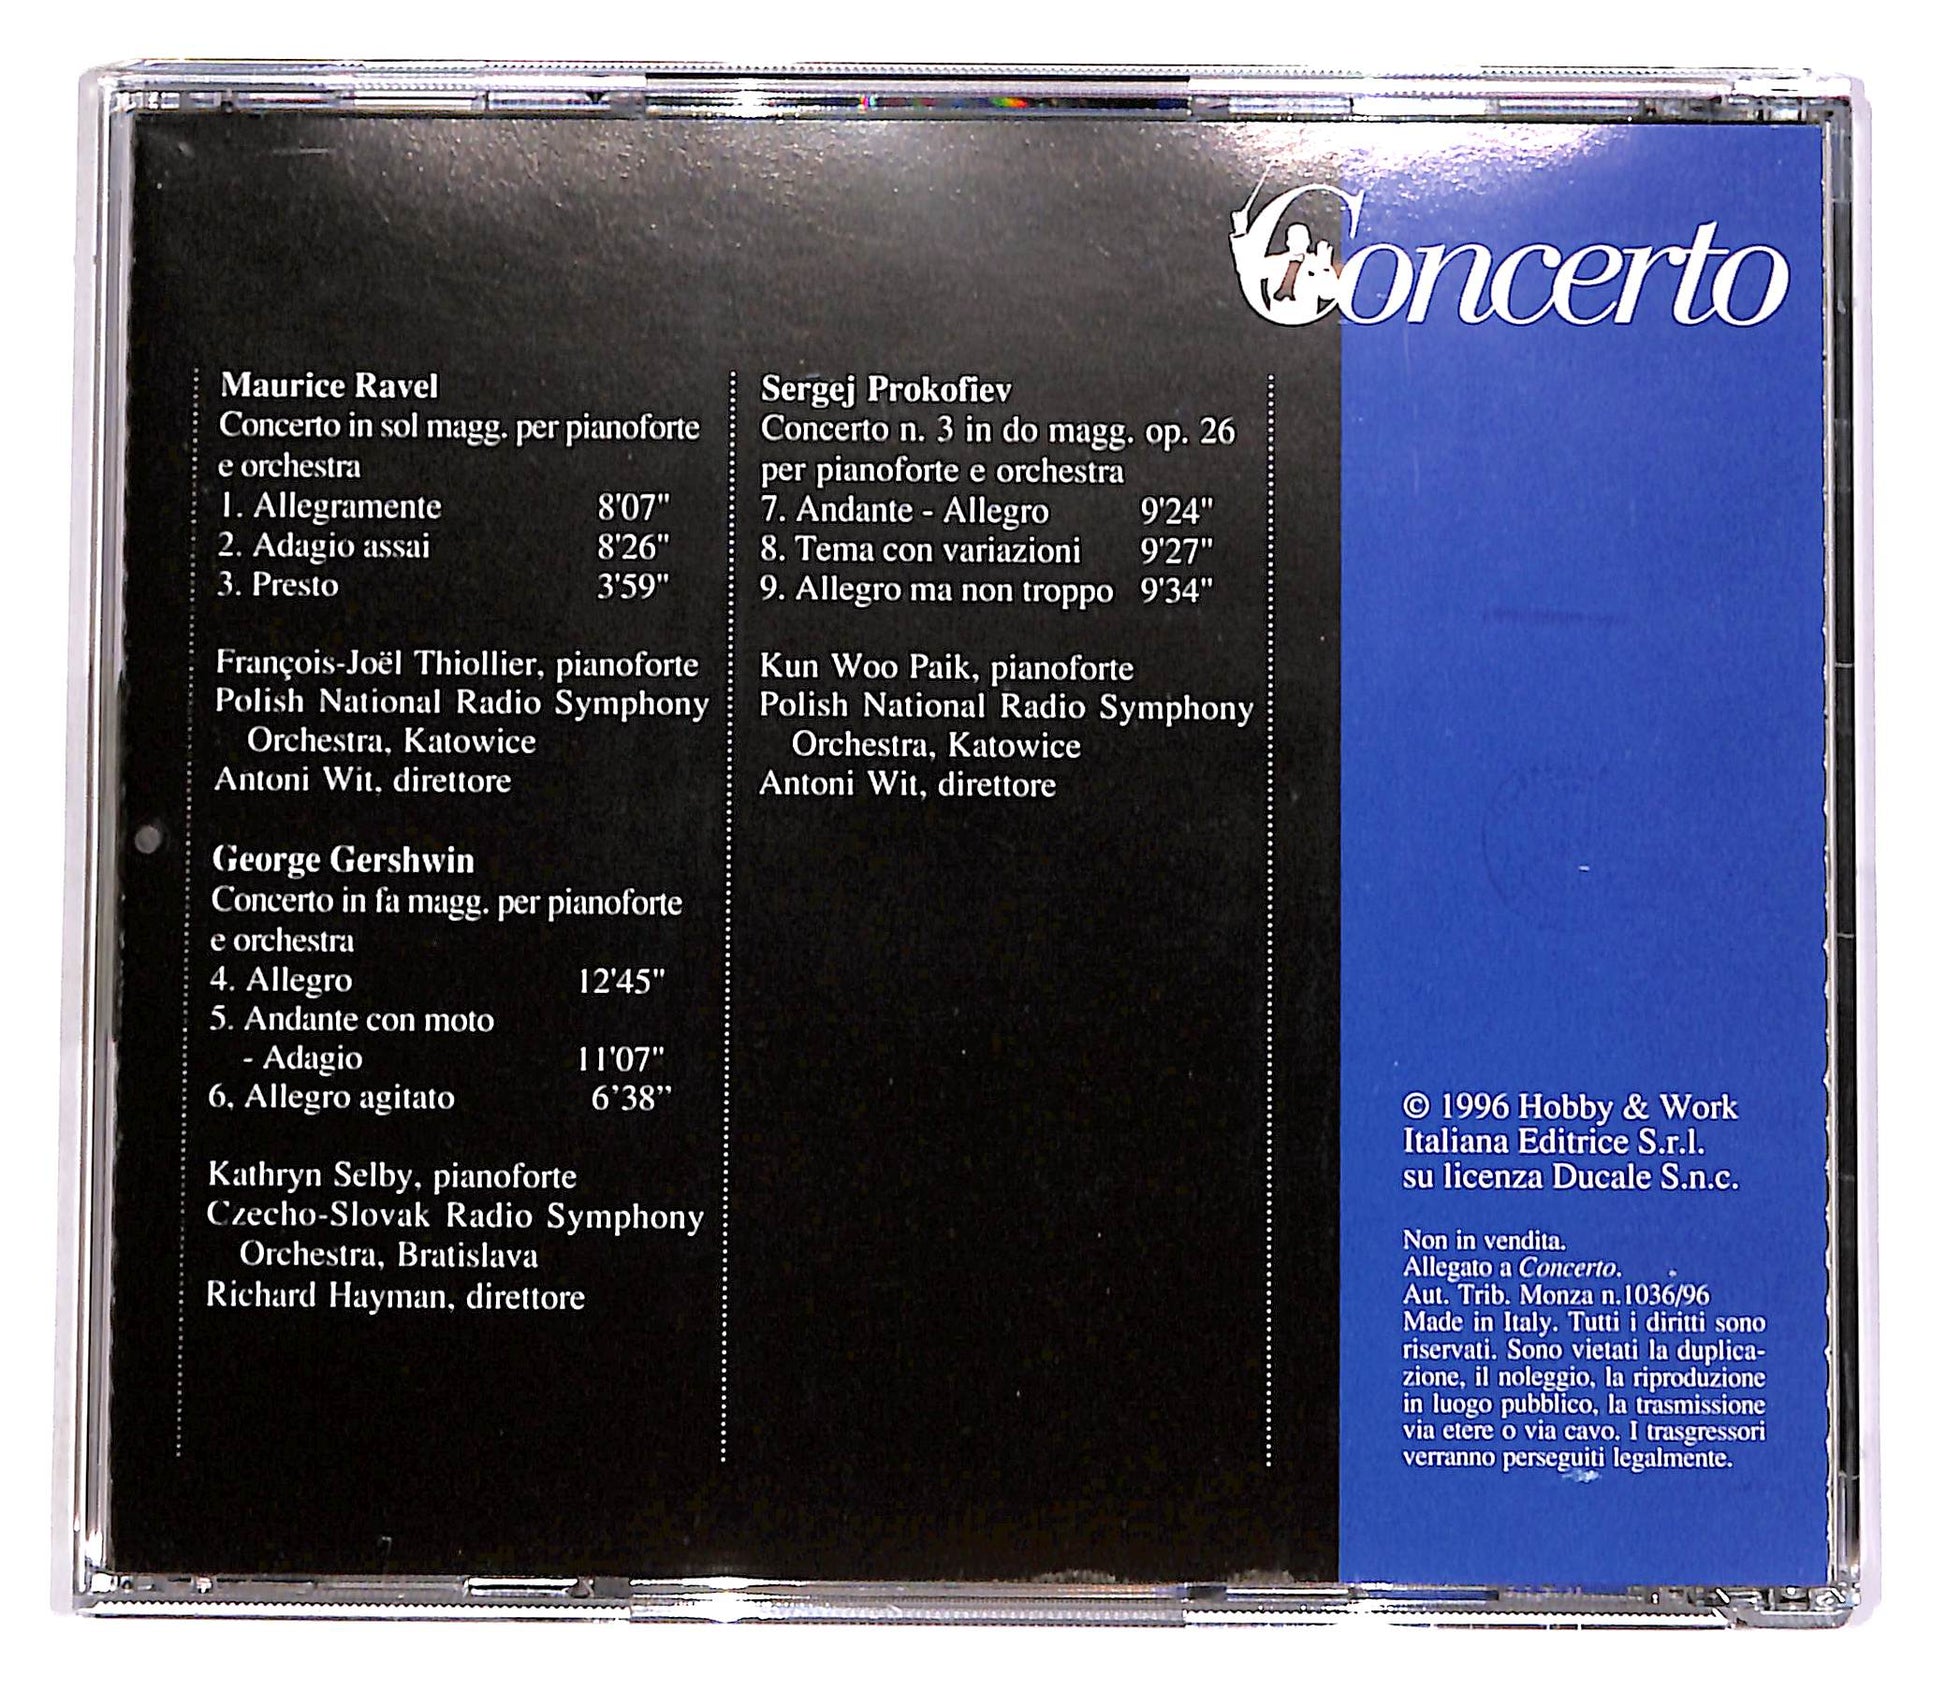 Concerto
Maurice Ravel
Concerto in sol magg. per pianoforte
e orchestra
1. Allegramente 8'07"
2. Adagio assai 8'26"
3. Presto 3'59"
François-Joël Thiollier, pianoforte
Polish National Radio Symphony
Orchestra, Katowice
Antoni Wit, direttore
George Gershwin
Concerto in fa magg. per pianoforte
e orchestra
4. Allegro 12'45"
5. Andante con moto
- Adagio 11'07"
6. Allegro agitato 6’38”
Kathryn Selby, pianoforte
Czecho-Slovak Radio Symphony
Orchestra, Bratislava
Richard Hayman, direttore
Sergej Prokofiev
Concerto n. 3 in do magg. op. 26
per pianoforte e orchestra
7. Andante - Allegro 9'24"
8. Tema con variazioni 9'27"
9. Allegro ma non troppo 9'34"
Kun Woo Paik, pianoforte
Polish National Radio Symphony
Orchestra, Katowice
Antoni Wit, direttore
© 1996 Hobby & Work
Italiana Editrice S.r.l.
su licenza Ducale S.n.c.
Non in vendita.
Allegato a Concerto.
Aut. Trib. Monza n.1036/96
Made in Italy. Tutti i diritti sono
riservati. Sono vietati la duplica-
zione, il noleggio, la riproduzione
in luogo pubblico, la trasmissione
via etere o via cavo. I trasgressori
verranno perseguiti legalmente.